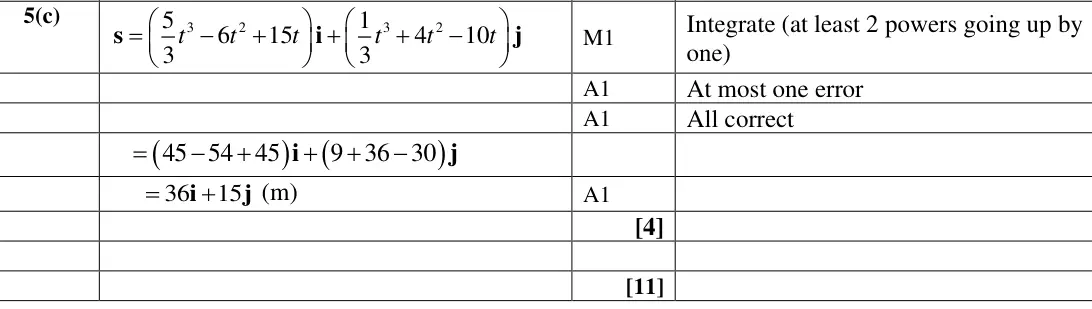 5(c) s = (5/3 t³ − 6t² + 15t) i + (1/3 t³ + 4t² − 10t) j M1 Integrate (at least 2 powers going up by
one)
A1 At most one error
A1 All correct
= (45 − 54 + 45) i + (9 + 36 − 30) j
= 36i + 15j (m) A1
[4]
[11]